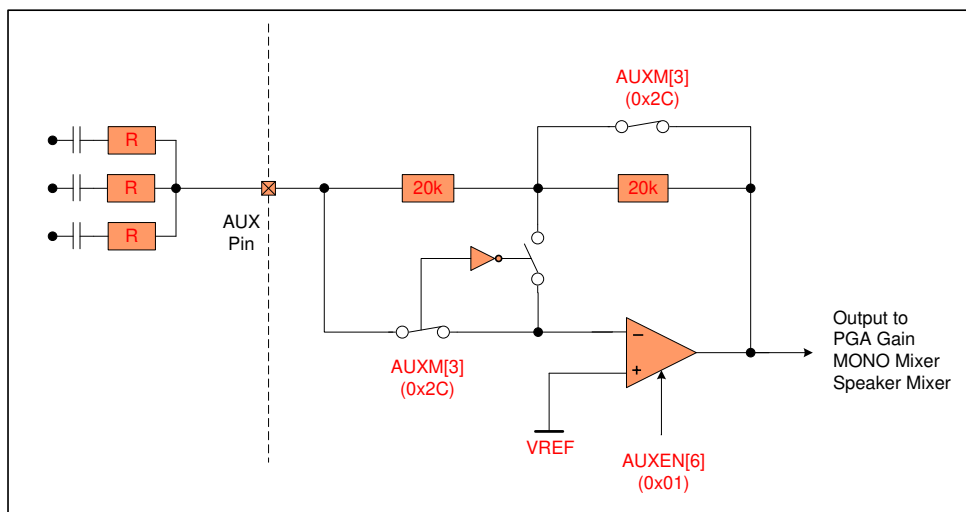 AUXM[3]
(0x2C)
R
R
R
AUX
Pin
20k
20k
AUXM[3]
(0x2C)
−
+
VREF
AUXEN[6]
(0x01)
Output to
PGA Gain
MONO Mixer
Speaker Mixer